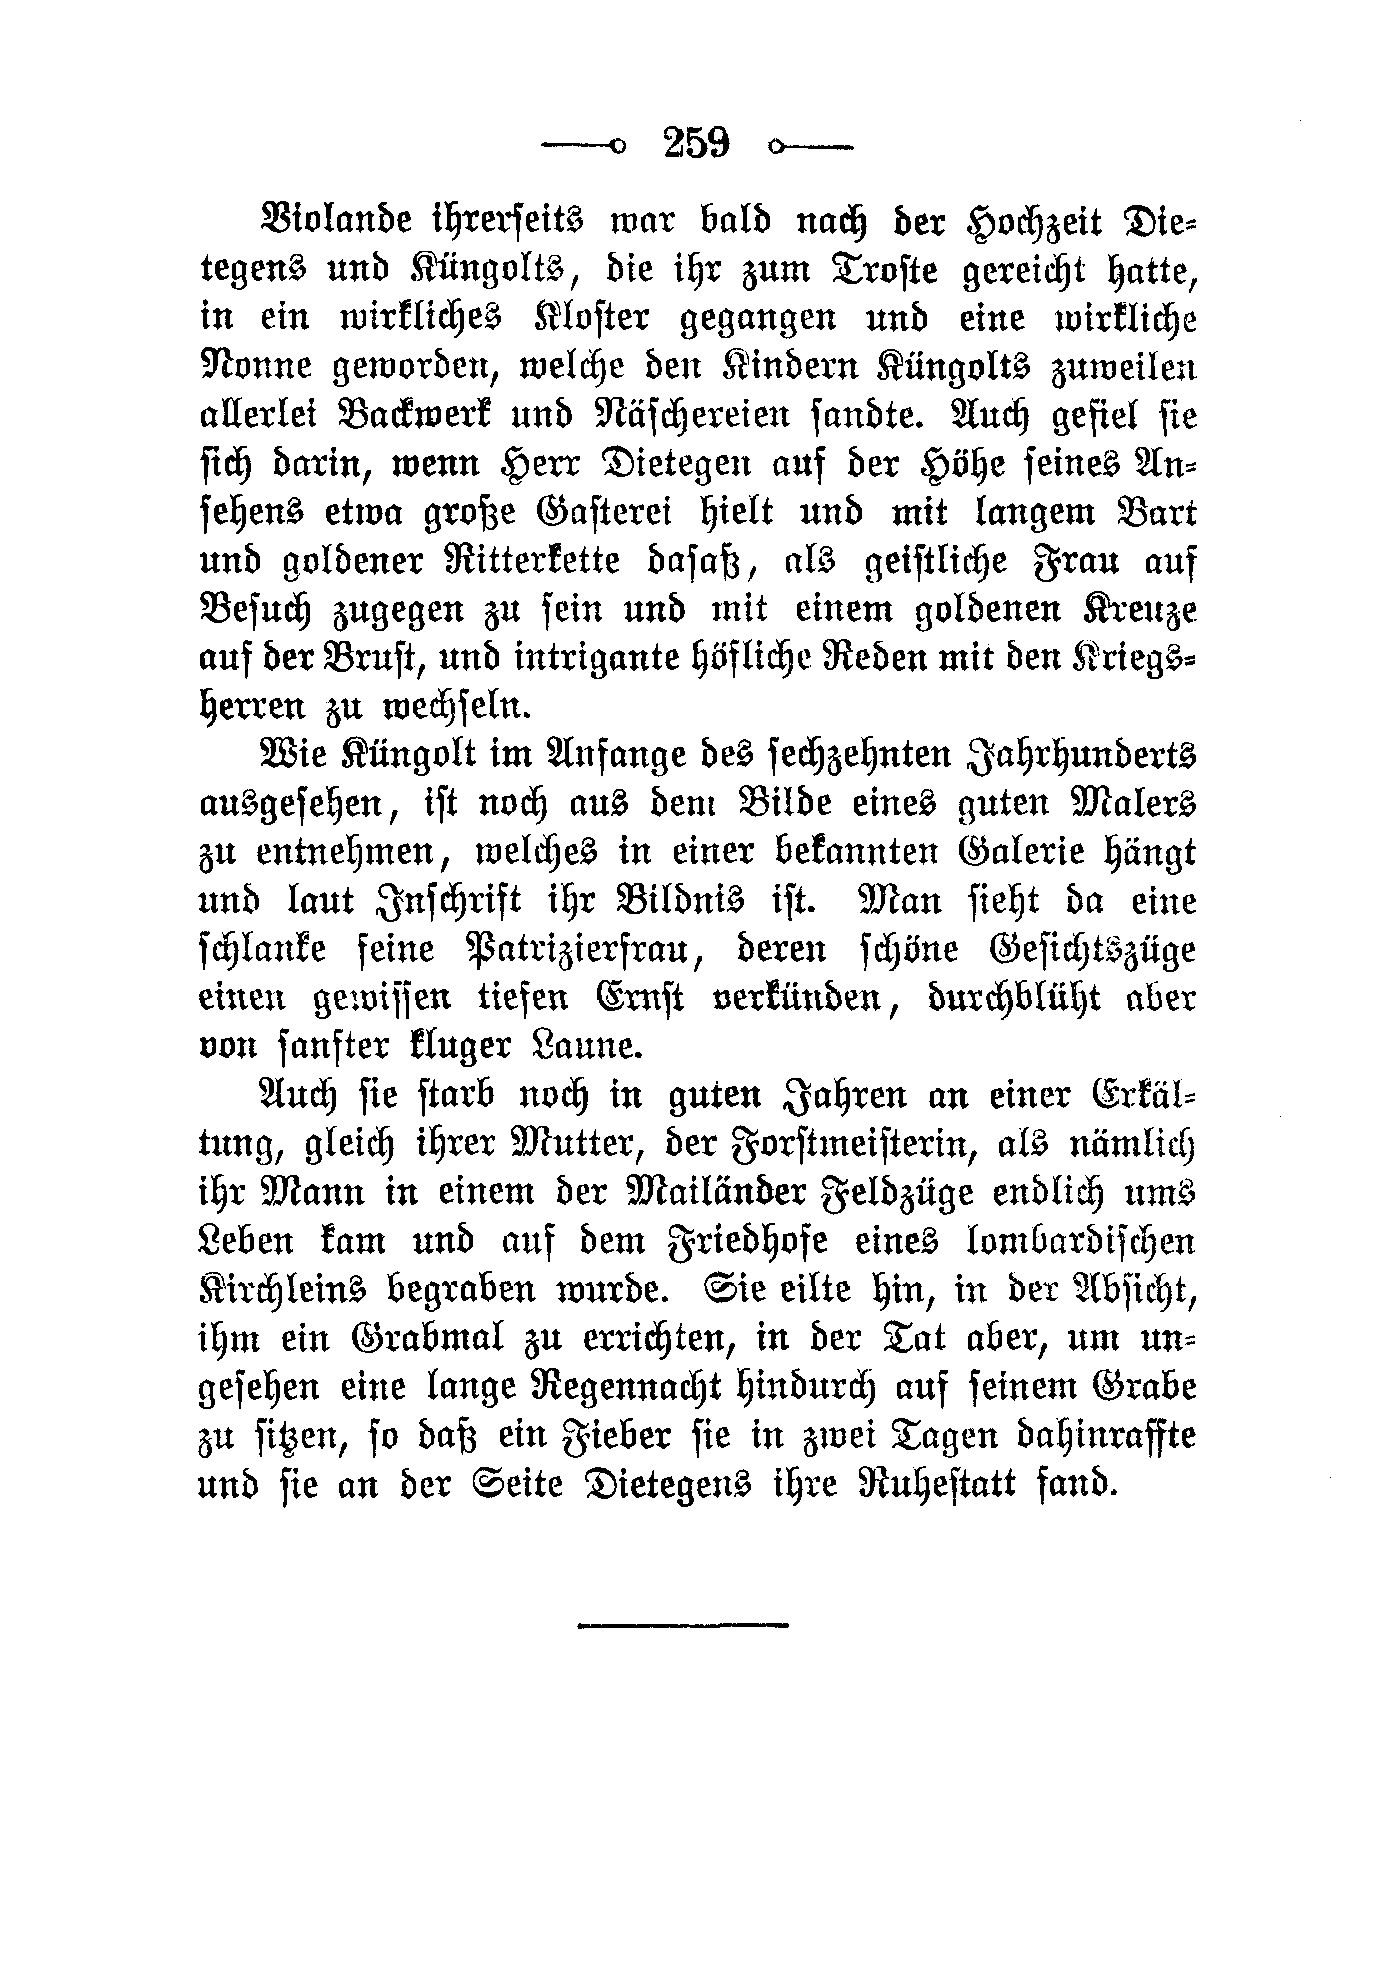 259
Violande ihrerseits war bald nach der Hochzeit Die-
tegens und Küngolts, die ihr zum Troste gereicht hatte,
in ein wirkliches Kloster gegangen und eine wirkliche
Nonne geworden, welche den Kindern Küngolts zuweilen
allerlei Backwerk und Näschereien sandte. Auch gefiel sie
sich darin, wenn Herr Dietegen auf der Höhe seines An-
sehens etwa große Gasterei hielt und mit langem Bart
und goldener Ritterkette dasaß, als geistliche Frau auf
Besuch zugegen zu sein und mit einem goldenen Kreuze
auf der Brust, und intrigante höfliche Reden mit den Kriegs-
herren zu wechseln.
Wie Küngolt im Anfange des sechzehnten Jahrhunderts
ausgesehen, ist noch aus dem Bilde eines guten Malers
zu entnehmen, welches in einer bekannten Galerie hängt
und laut Inschrift ihr Bildnis ist. Man sieht da eine
schlanke feine Patrizierfrau, deren schöne Gesichtszüge
einen gewissen tiefen Ernst verkünden, durchblüht aber
von sanfter kluger Laune.
Auch sie starb noch in guten Jahren an einer Erkäl-
tung, gleich ihrer Mutter, der Forstmeisterin, als nämlich
ihr Mann in einem der Mailänder Feldzüge endlich ums
Leben kam und auf dem Friedhofe eines lombardischen
Kirchleins begraben wurde. Sie eilte hin, in der Absicht,
ihm ein Grabmal zu errichten, in der Tat aber, um un-
gesehen eine lange Regennacht hindurch auf seinem Grabe
zu sitzen, so daß ein Fieber sie in zwei Tagen dahinraffte
und sie an der Seite Dietegens ihre Ruhestatt fand.